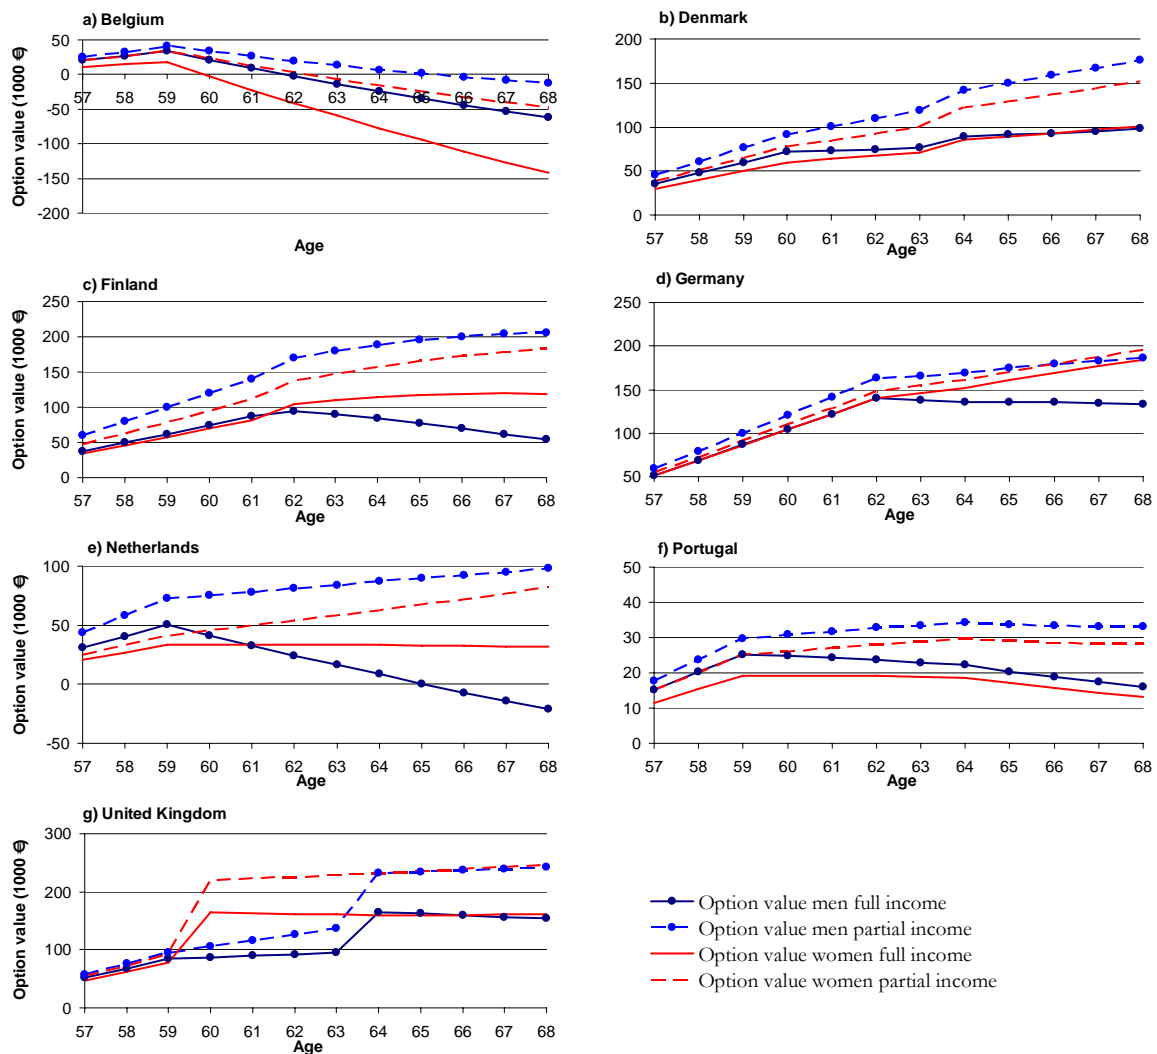 a) Belgium
Option value (1000 €)
50
0
-50
-100
-150
-200
57 58 59 60 61 62 63 64 65 66 67 68
Age
b) Denmark
200
150
100
50
0
57 58 59 60 61 62 63 64 65 66 67 68
Age
c) Finland
Option value (1000 €)
250
200
150
100
50
0
57 58 59 60 61 62 63 64 65 66 67 68
Age
d) Germany
250
200
150
100
50
57 58 59 60 61 62 63 64 65 66 67 68
Age
e) Netherlands
Option value (1000 €)
100
50
0
-50
57 58 59 60 61 62 63 64 65 66 67 68
Age
f) Portugal
50
40
30
20
10
0
57 58 59 60 61 62 63 64 65 66 67 68
Age
g) United Kingdom
Option value (1000 €)
300
200
100
0
57 58 59 60 61 62 63 64 65 66 67 68
Age
Option value men full income
Option value men partial income
Option value women full income
Option value women partial income